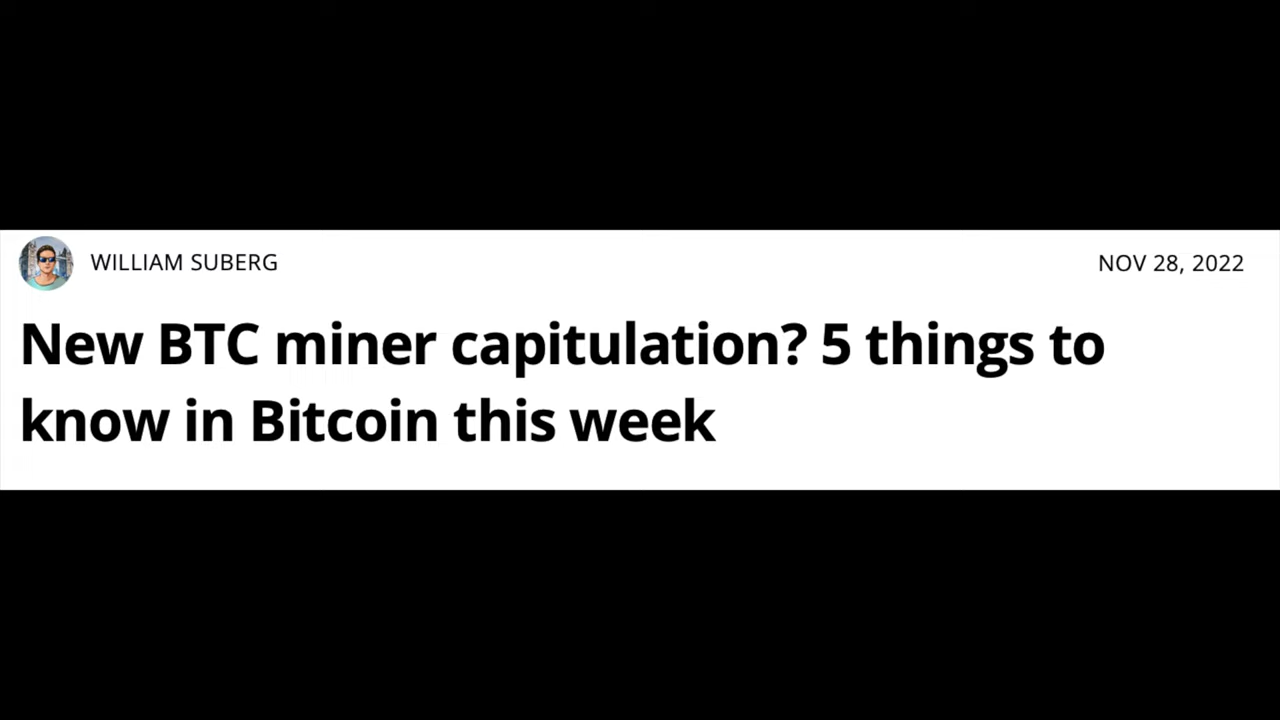 WILLIAM SUBERG
NOV 28, 2022
New BTC miner capitulation? 5 things to
know in Bitcoin this week